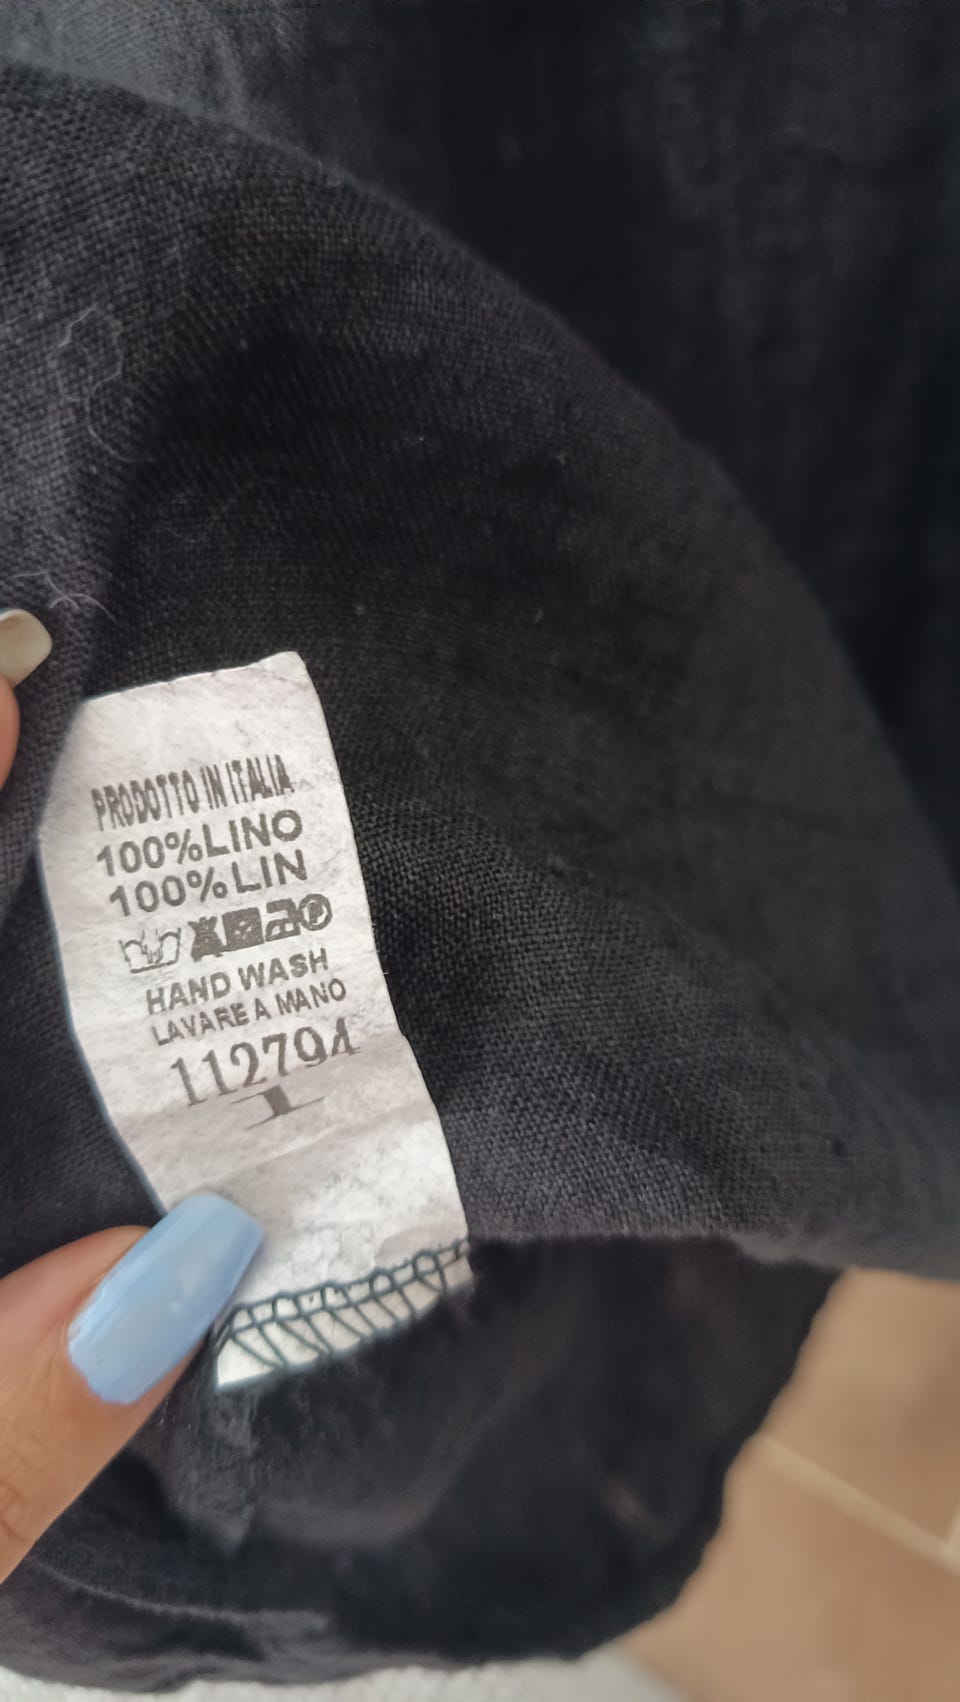 PRODOTTO IN ITALIA
100%LINO
100%LIN
P
HAND WASH
LAVARE A MANO
112794